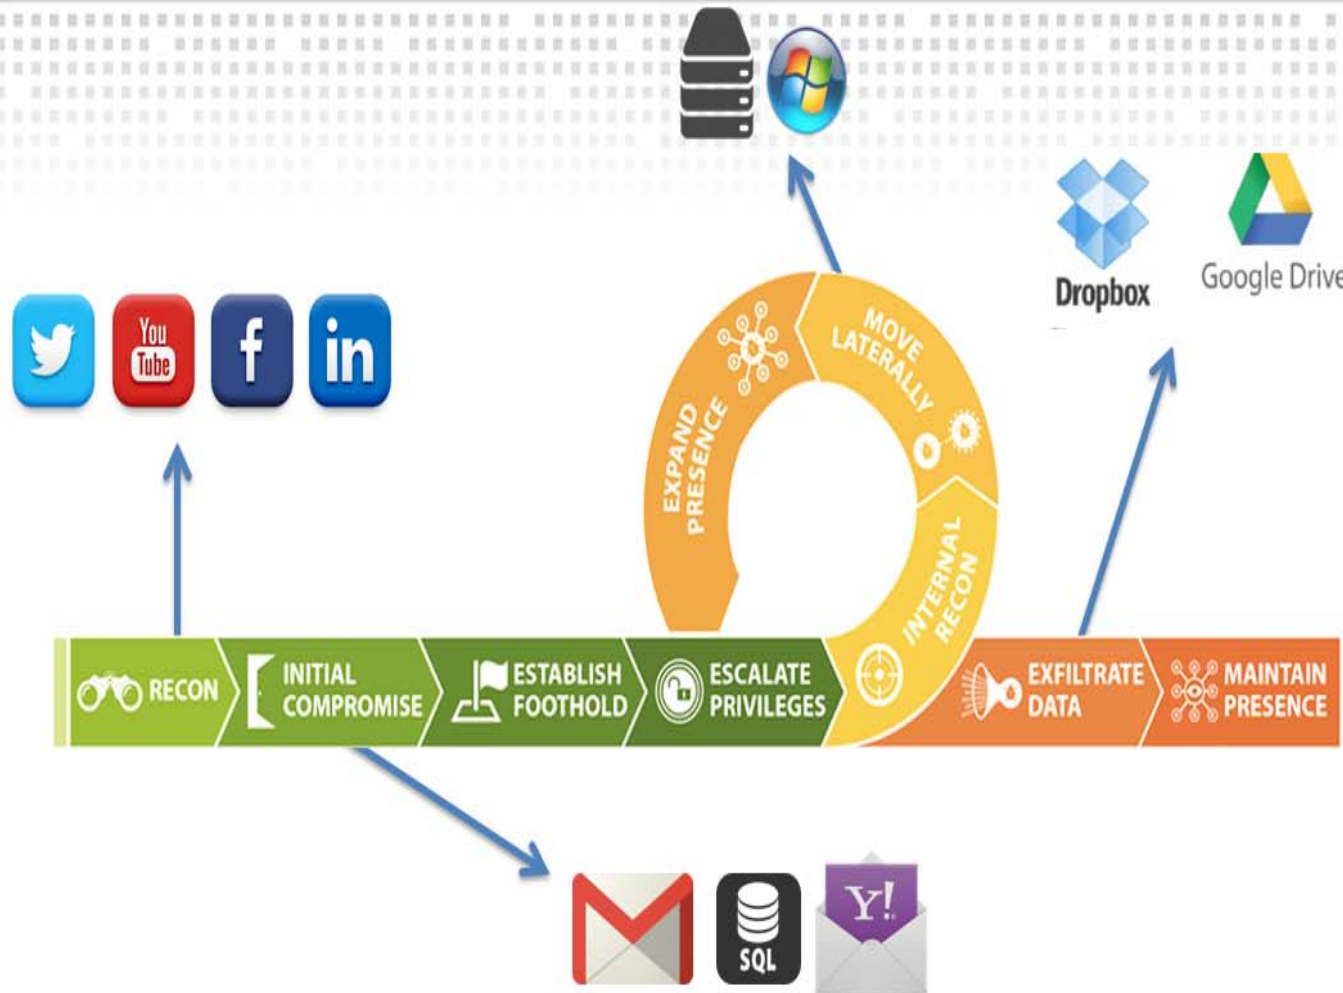 Dropbox
Google Drive
You
Tube
f
in
MOVE
LATERALLY
EXPAND
PRESENCE
INTERNAL
RECON
RECON
INITIAL
COMPROMISE
ESTABLISH
FOOTHOLD
ESCALATE
PRIVILEGES
EXFILTRATE
DATA
MAINTAIN
PRESENCE
SQL
Y!